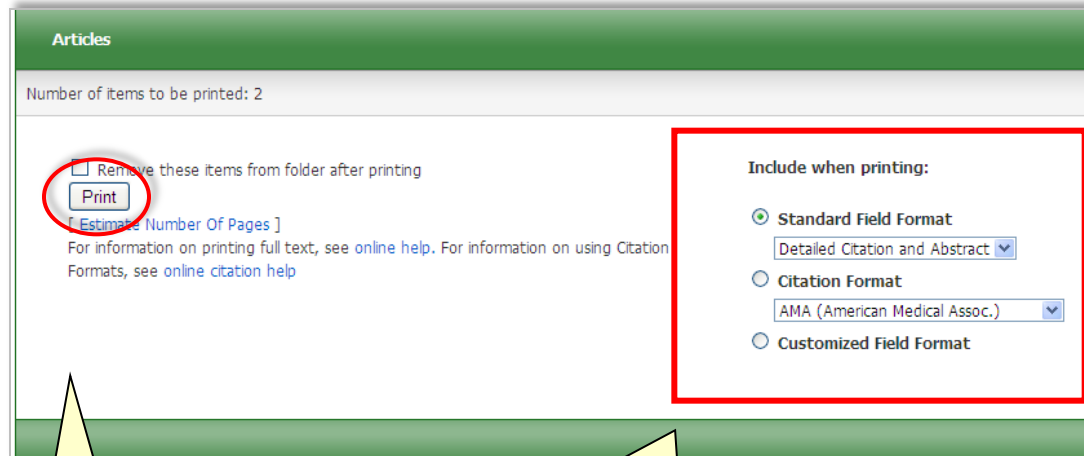 Articles
Number of items to be printed: 2
Remove these items from folder after printing
Print
[ Estimate Number Of Pages ]
For information on printing full text, see online help. For information on using Citation
Formats, see online citation help
Include when printing:
Standard Field Format
Detailed Citation and Abstract
Citation Format
AMA (American Medical Assoc.)
Customized Field Format